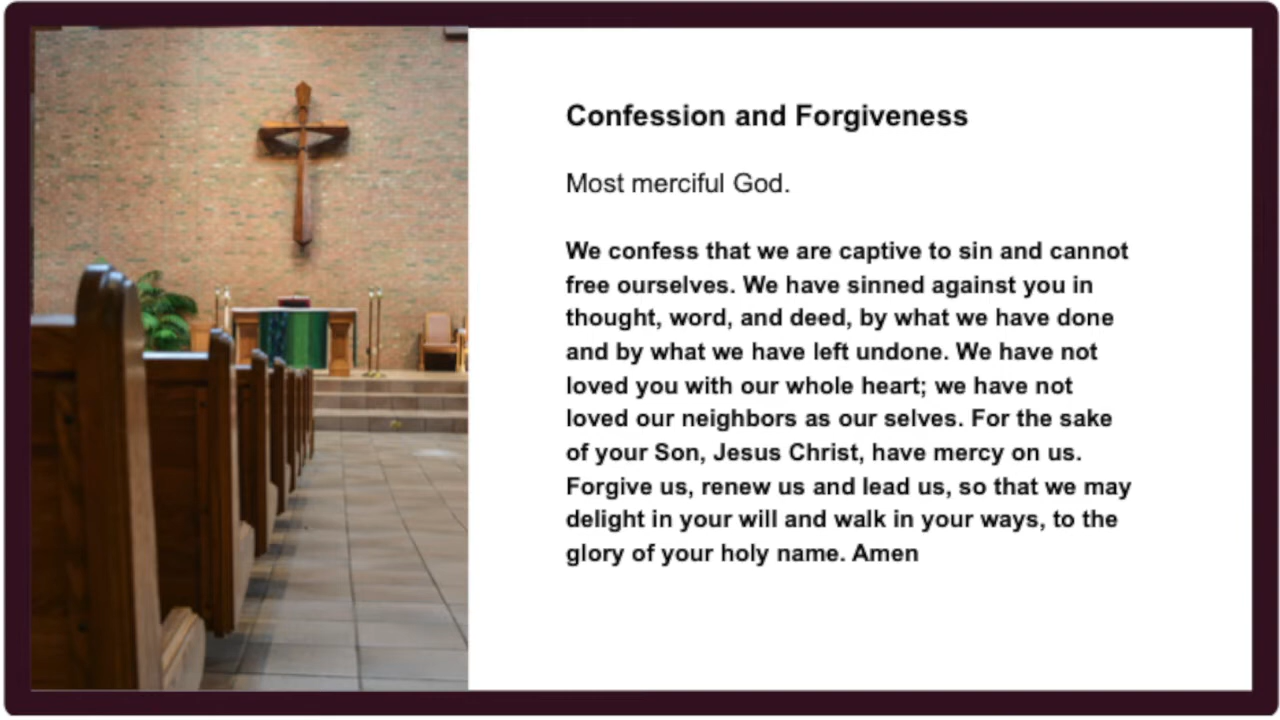 Confession and Forgiveness
Most merciful God.
We confess that we are captive to sin and cannot
free ourselves. We have sinned against you in
thought, word, and deed, by what we have done
and by what we have left undone. We have not
loved you with our whole heart; we have not
loved our neighbors as our selves. For the sake
of your Son, Jesus Christ, have mercy on us.
Forgive us, renew us and lead us, so that we may
delight in your will and walk in your ways, to the
glory of your holy name. Amen